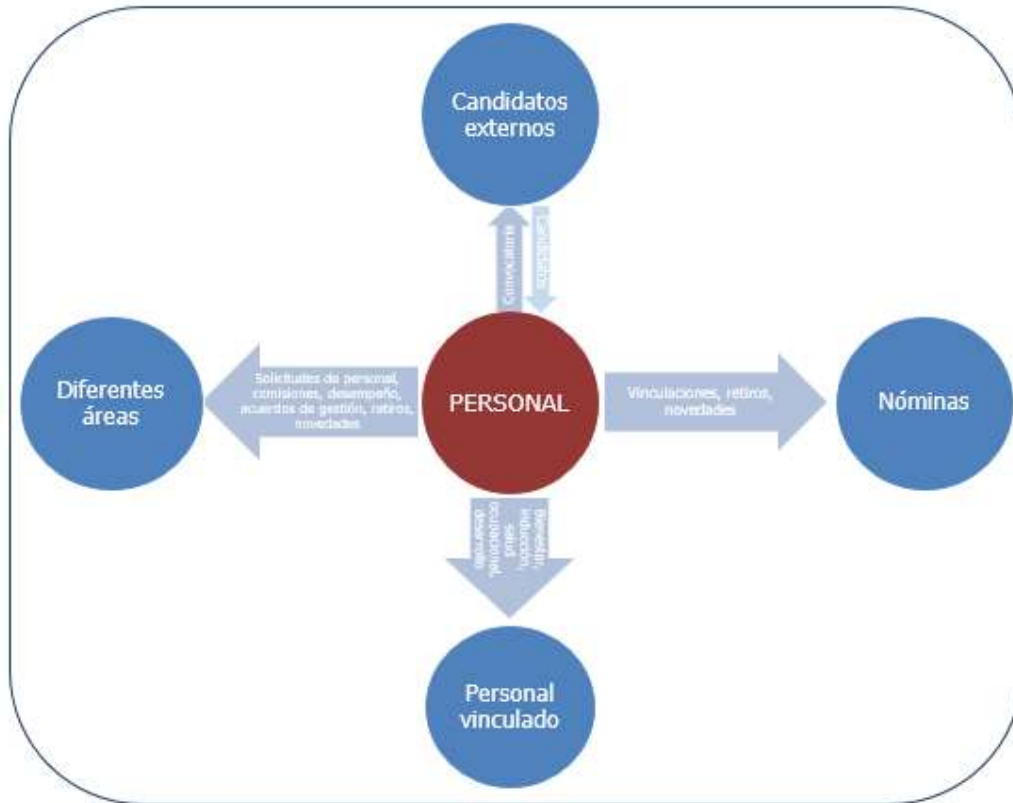 Candidatos
externos
Convocatoria
Candidatos
Diferentes
áreas
Solicitudes de personal,
comisiones, desempeño,
acuerdos de gestión, retiros,
novedades
PERSONAL
Vinculaciones, retiros,
novedades
Nóminas
Bienestar,
inducción,
salud
ocupacional,
desarrollo
Personal
vinculado